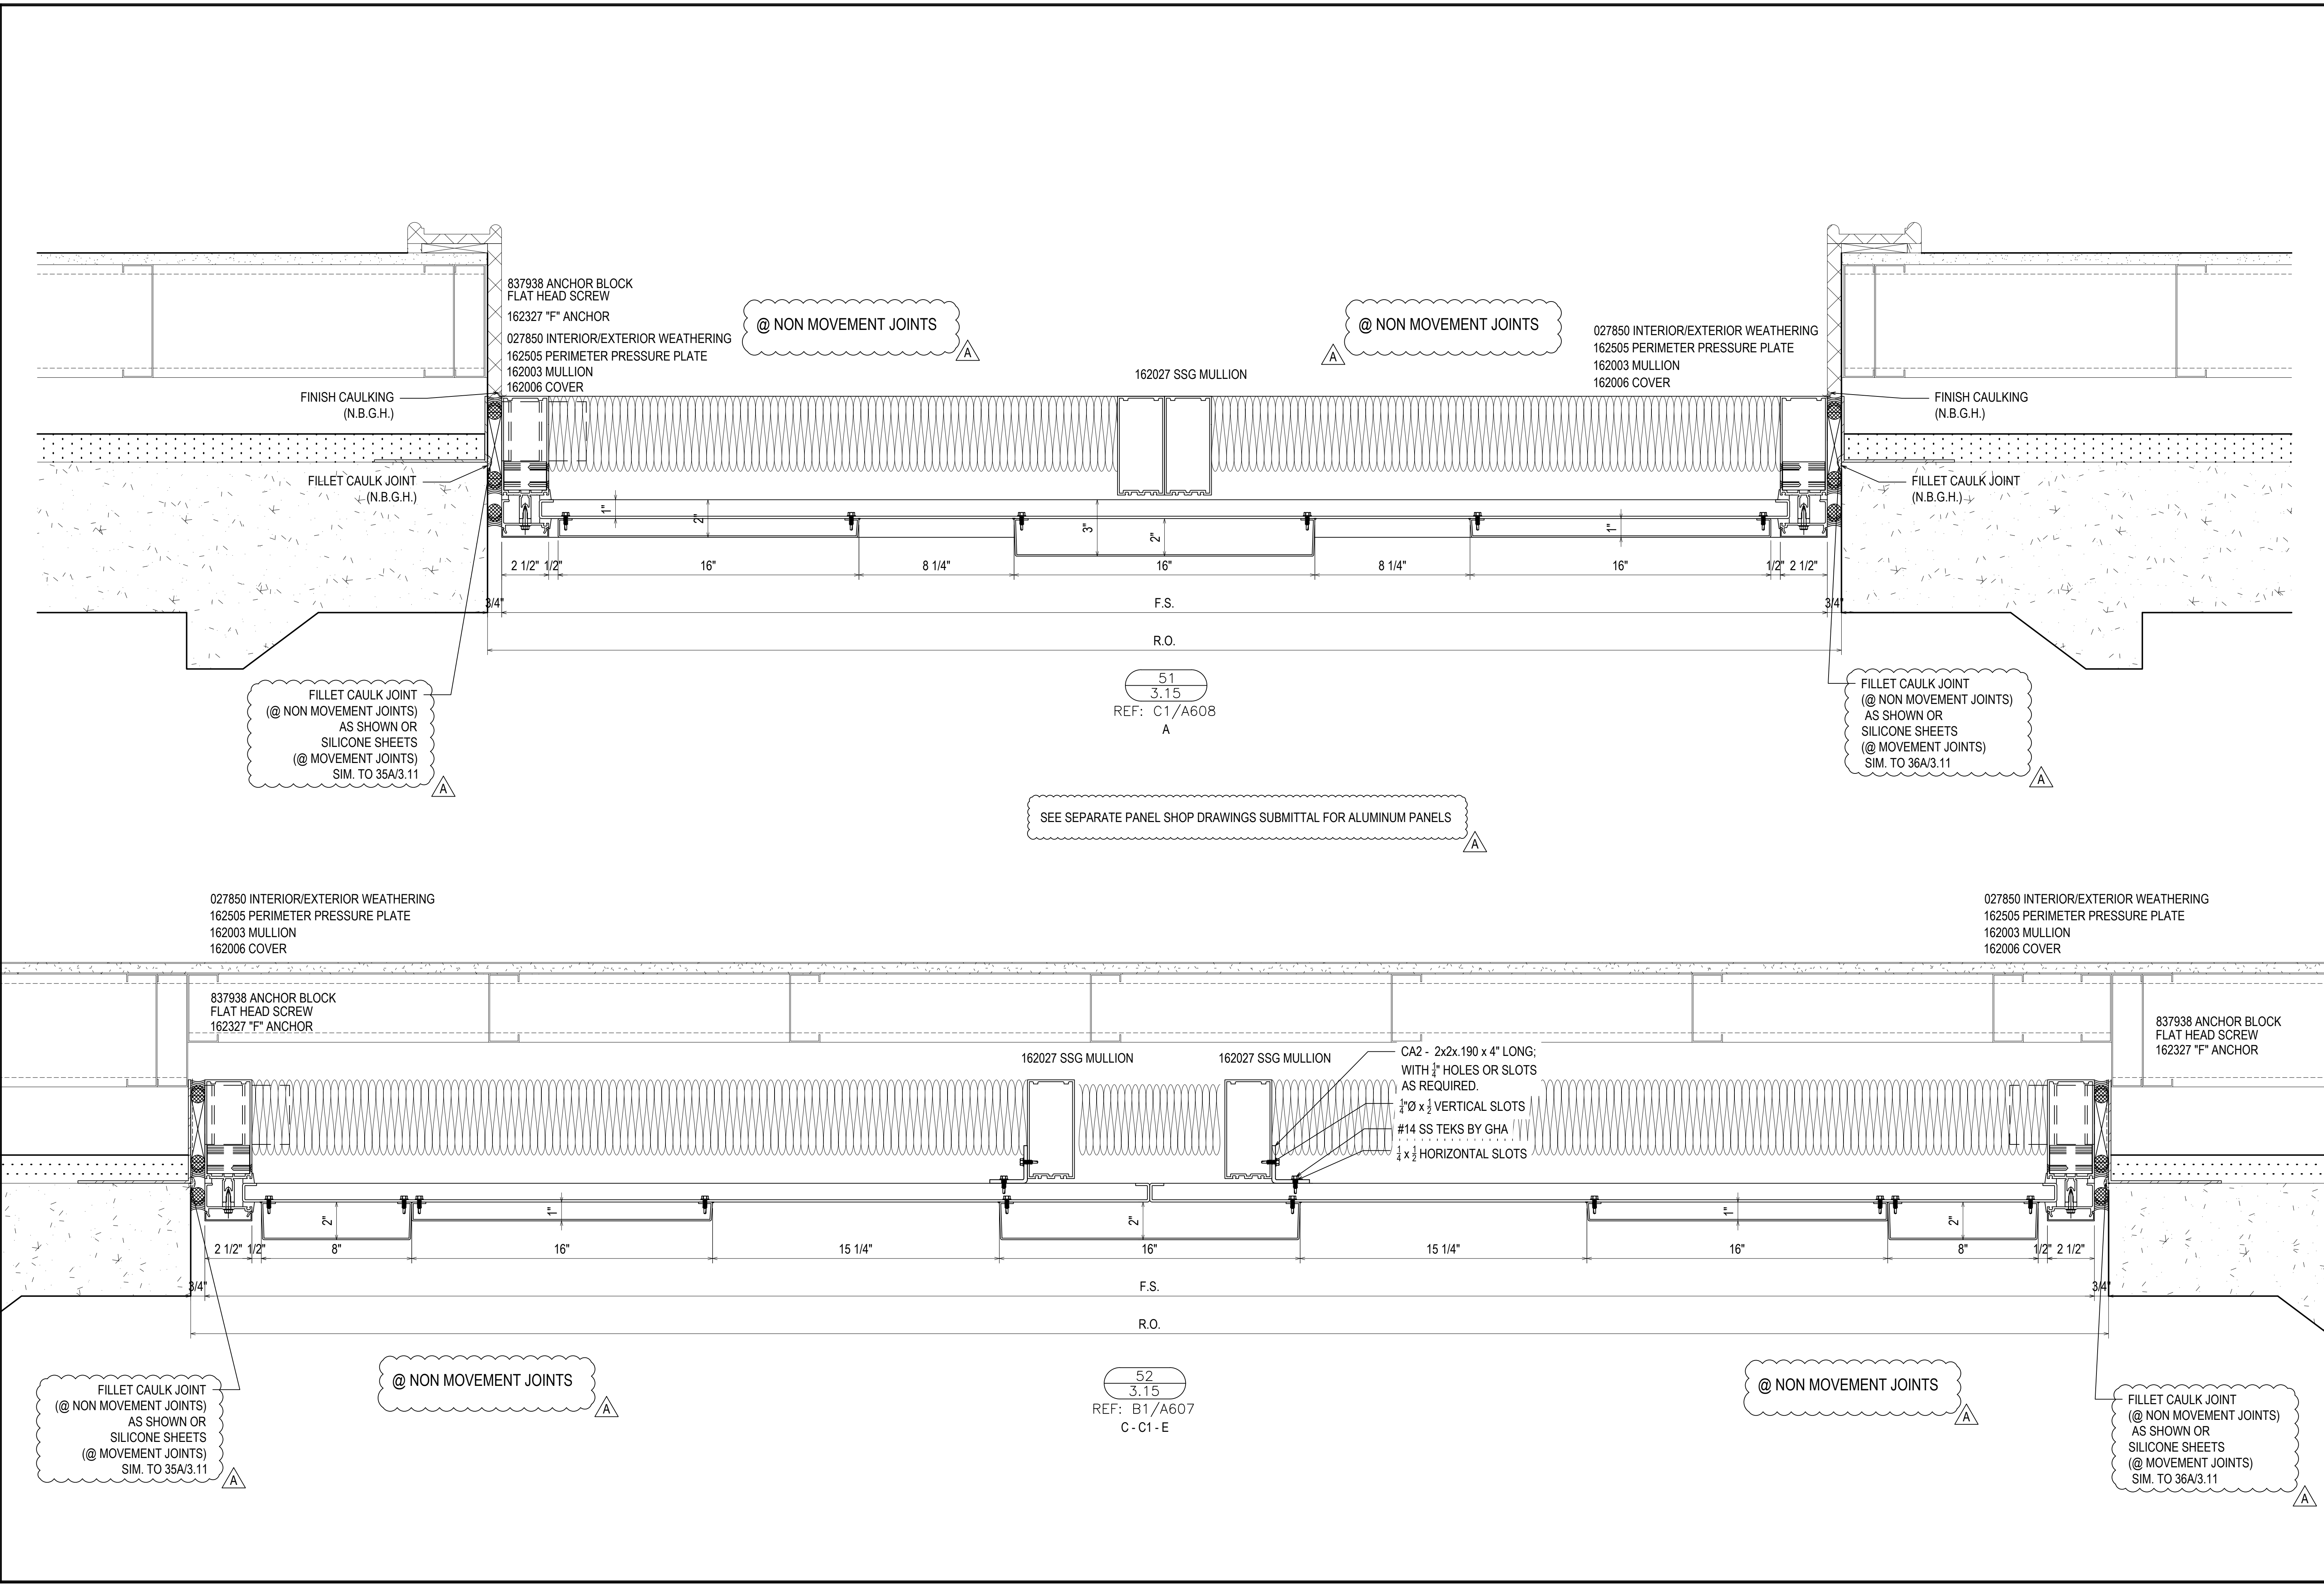 837938 ANCHOR BLOCK
FLAT HEAD SCREW
162327 "F" ANCHOR
027850 INTERIOR/EXTERIOR WEATHERING
162505 PERIMETER PRESSURE PLATE
162003 MULLION
162006 COVER
@ NON MOVEMENT JOINTS
A
@ NON MOVEMENT JOINTS
A
027850 INTERIOR/EXTERIOR WEATHERING
162505 PERIMETER PRESSURE PLATE
162003 MULLION
162006 COVER
162027 SSG MULLION
FINISH CAULKING
(N.B.G.H.)
FINISH CAULKING
(N.B.G.H.)
FILLET CAULK JOINT
(N.B.G.H.)
FILLET CAULK JOINT
(N.B.G.H.)
1"
2"
3"
2"
1"
2 1/2"
1/2"
16"
8 1/4"
16"
8 1/4"
16"
1/2"
2 1/2"
3/4"
F.S.
3/4"
R.O.
FILLET CAULK JOINT
(@ NON MOVEMENT JOINTS)
AS SHOWN OR
SILICONE SHEETS
(@ MOVEMENT JOINTS)
SIM. TO 35A/3.11
A
51
3.15
REF: C1/A608
A
FILLET CAULK JOINT
(@ NON MOVEMENT JOINTS)
AS SHOWN OR
SILICONE SHEETS
(@ MOVEMENT JOINTS)
SIM. TO 36A/3.11
A
SEE SEPARATE PANEL SHOP DRAWINGS SUBMITTAL FOR ALUMINUM PANELS
A
027850 INTERIOR/EXTERIOR WEATHERING
162505 PERIMETER PRESSURE PLATE
162003 MULLION
162006 COVER
027850 INTERIOR/EXTERIOR WEATHERING
162505 PERIMETER PRESSURE PLATE
162003 MULLION
162006 COVER
837938 ANCHOR BLOCK
FLAT HEAD SCREW
162327 "F" ANCHOR
837938 ANCHOR BLOCK
FLAT HEAD SCREW
162327 "F" ANCHOR
162027 SSG MULLION
162027 SSG MULLION
CA2 - 2x2x.190 x 4" LONG;
WITH 1/4" HOLES OR SLOTS
AS REQUIRED.
1/4"Ø x 1/2 VERTICAL SLOTS
#14 SS TEKS BY GHA
1/4 x 1/2 HORIZONTAL SLOTS
2"
1"
2"
1"
2"
2 1/2"
1/2"
8"
16"
15 1/4"
16"
15 1/4"
16"
8"
1/2"
2 1/2"
3/4"
F.S.
3/4"
R.O.
FILLET CAULK JOINT
(@ NON MOVEMENT JOINTS)
AS SHOWN OR
SILICONE SHEETS
(@ MOVEMENT JOINTS)
SIM. TO 35A/3.11
A
@ NON MOVEMENT JOINTS
A
52
3.15
REF: B1/A607
C - C1 - E
@ NON MOVEMENT JOINTS
A
FILLET CAULK JOINT
(@ NON MOVEMENT JOINTS)
AS SHOWN OR
SILICONE SHEETS
(@ MOVEMENT JOINTS)
SIM. TO 36A/3.11
A